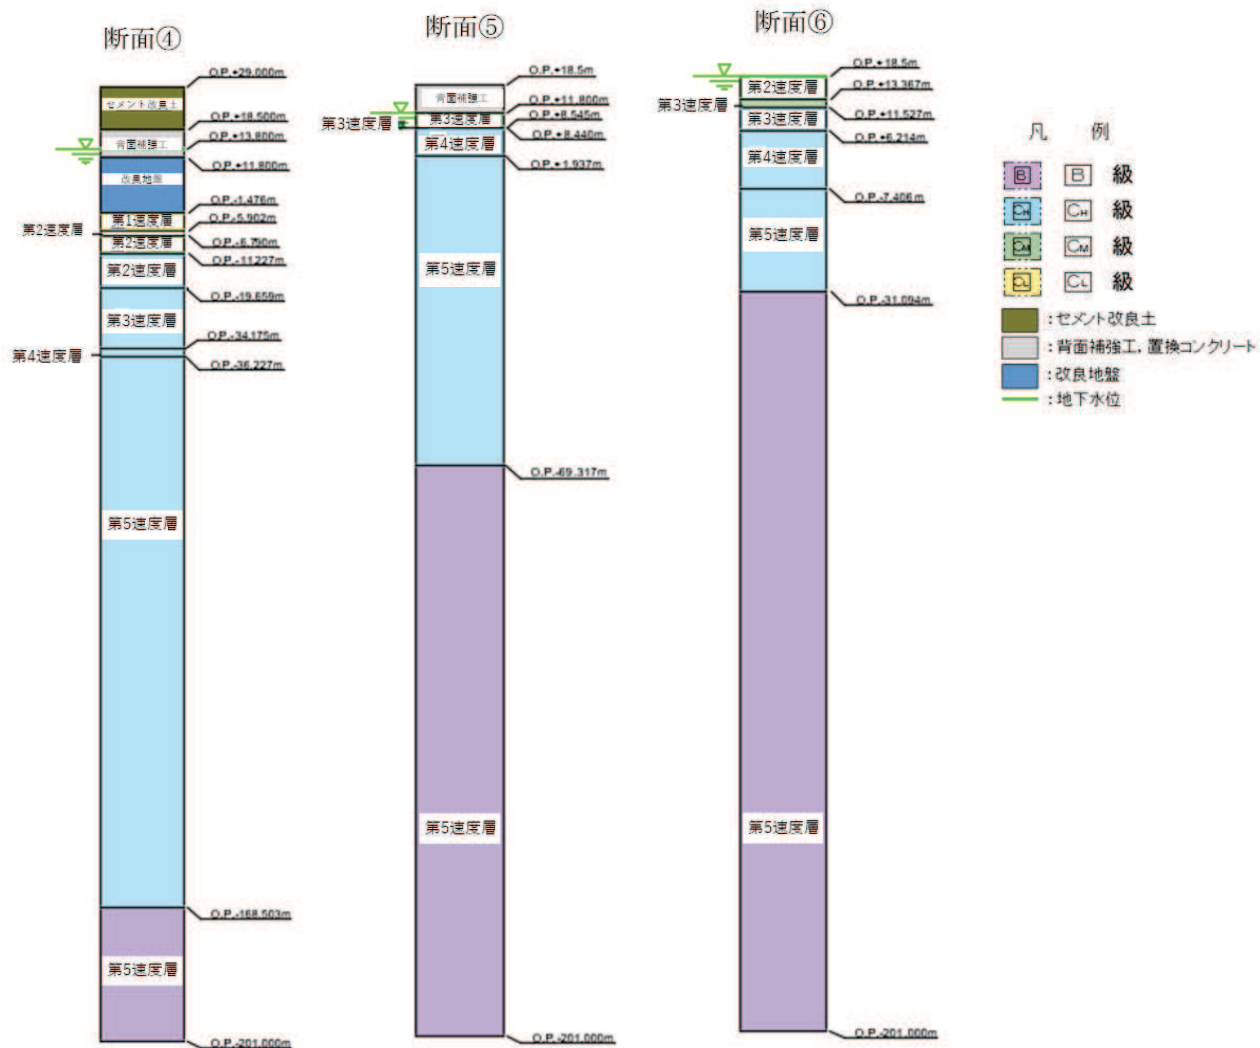 断面④
O.P.+29.000m
セメント改良土
O.P.+18.500m
背面補強工
O.P.+13.800m
O.P.+11.800m
改良地盤
O.P.-1.476m
第1速度層
O.P.-5.902m
第2速度層
O.P.-6.790m
第2速度層
O.P.-11.227m
第2速度層
O.P.-19.659m
第3速度層
O.P.-34.175m
第4速度層
O.P.-36.227m
第5速度層
O.P.-168.503m
第5速度層
O.P.-201.000m
断面⑤
O.P.+18.5m
背面補強工
O.P.+11.800m
第3速度層
O.P.+8.545m
第3速度層
O.P.+8.440m
第4速度層
O.P.+1.937m
第5速度層
O.P.-69.317m
第5速度層
O.P.-201.000m
断面⑥
O.P.+18.5m
第2速度層
O.P.+13.367m
第3速度層
O.P.+11.527m
第3速度層
O.P.+6.214m
第4速度層
O.P.-7.406m
第5速度層
O.P.-31.094m
第5速度層
O.P.-201.000m
凡 例
B B 級
CH CH 級
CM CM 級
CL CL 級
:セメント改良土
:背面補強工，置換コンクリート
:改良地盤
:地下水位